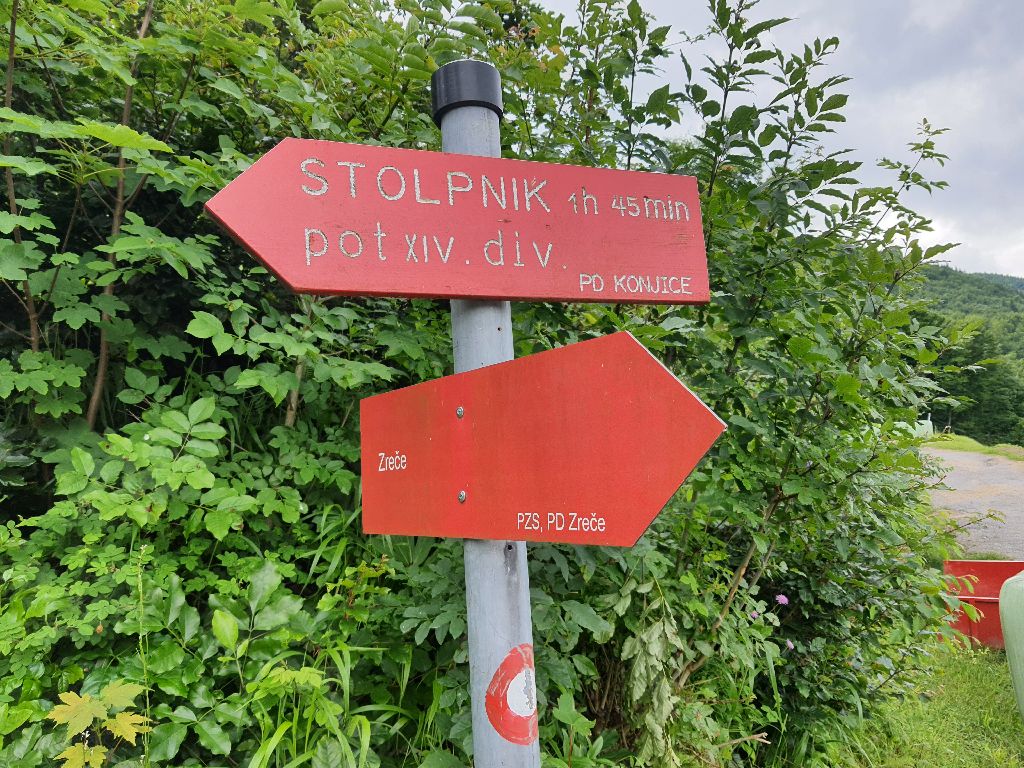 STOLPNIK 1h 45min
pot XIV. div.
PD KONJICE
Zreče
PZS, PD Zreče